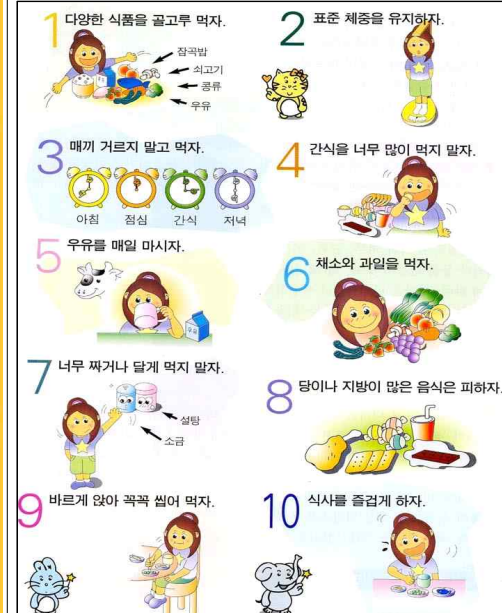 1 다양한 식품을 골고루 먹자.
잡곡밥
쇠고기
콩류
우유
2 표준 체중을 유지하자.
3 매끼 거르지 말고 먹자.
아침 점심 간식 저녁
4 간식을 너무 많이 먹지 말자.
5 우유를 매일 마시자.
6 채소와 과일을 먹자.
7 너무 짜거나 달게 먹지 말자.
설탕
소금
8 당이나 지방이 많은 음식은 피하자.
9 바르게 앉아 꼭꼭 씹어 먹자.
10 식사를 즐겁게 하자.